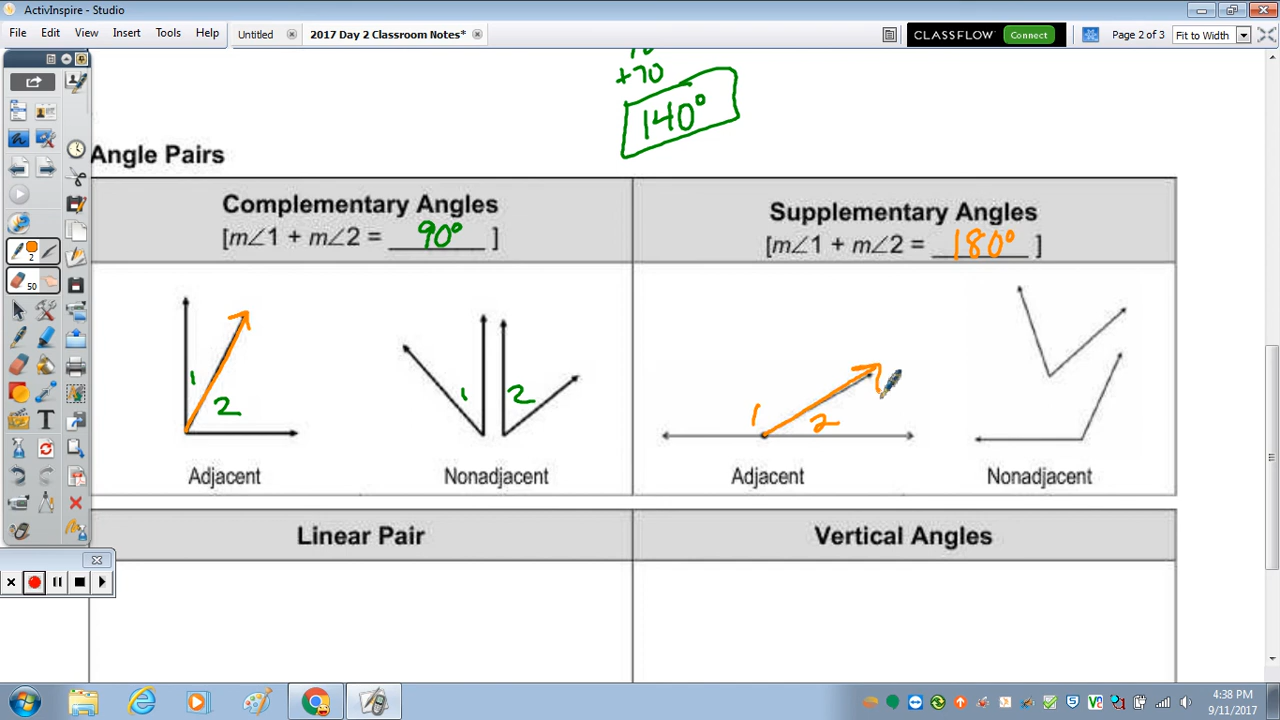 ActivInspire - Studio
File Edit View Insert Tools Help Untitled 2017 Day 2 Classroom Notes* CLASSFLOW Connect Page 2 of 3 Fit to Width
+70
140°
Angle Pairs
Complementary Angles
[m∠1 + m∠2 = 90° ]
Supplementary Angles
[m∠1 + m∠2 = 180° ]
1
2
Adjacent
1 2
Nonadjacent
1
2
Adjacent
Nonadjacent
Linear Pair
Vertical Angles
2
50
4:38 PM
9/11/2017